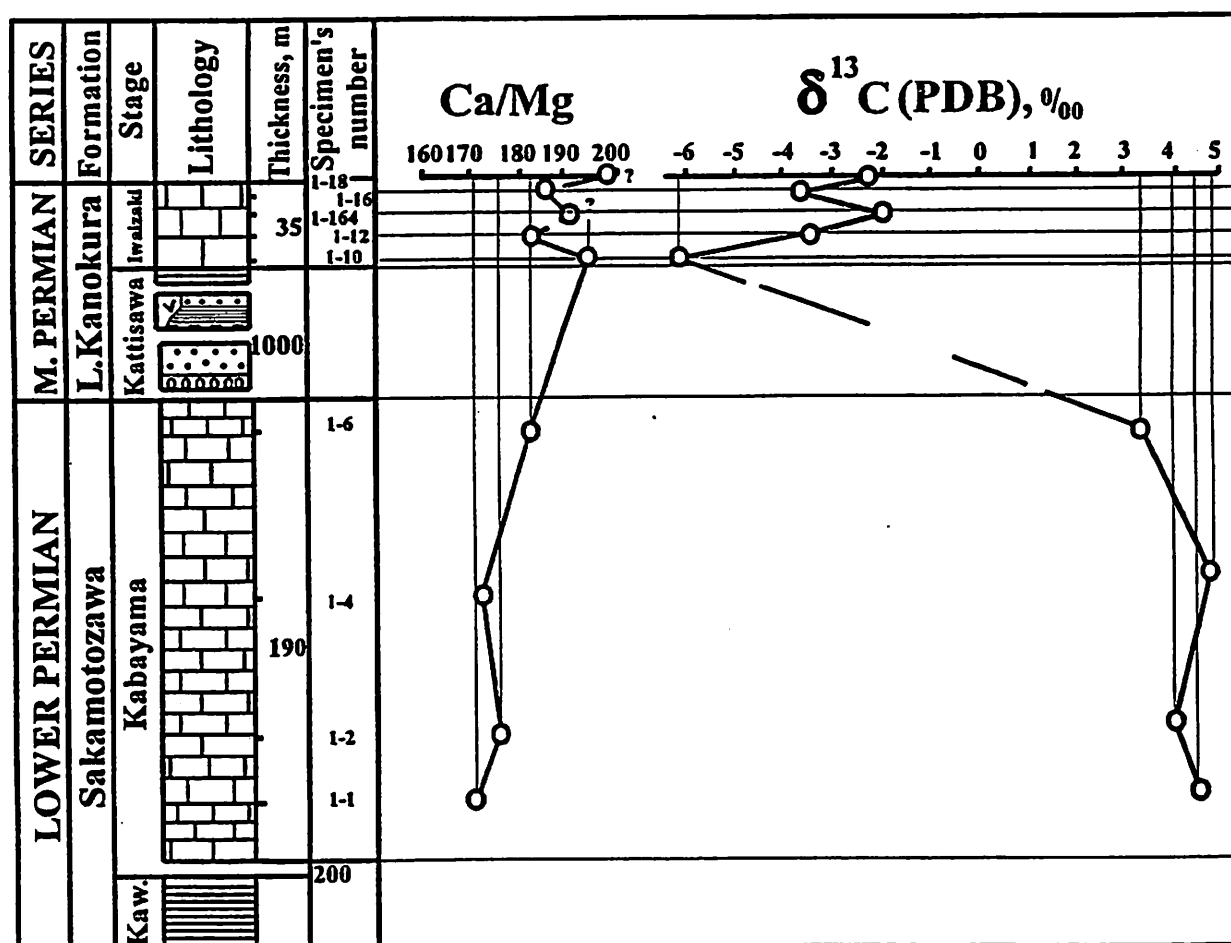 SERIES
Formation
Stage
Lithology
Thickness, m
Specimen's
number
Ca/Mg
δ¹³C (PDB), ‰
160 170 180 190 200
-6 -5 -4 -3 -2 -1 0 1 2 3 4 5
M. PERMIAN
L.Kanokura
Iwaizaki
35
1-18
1-16
1-164
1-12
1-10
?
?
Kattisawa
1000
LOWER PERMIAN
Sakamotozawa
Kabayama
190
1-6
1-4
1-2
1-1
Kaw.
200